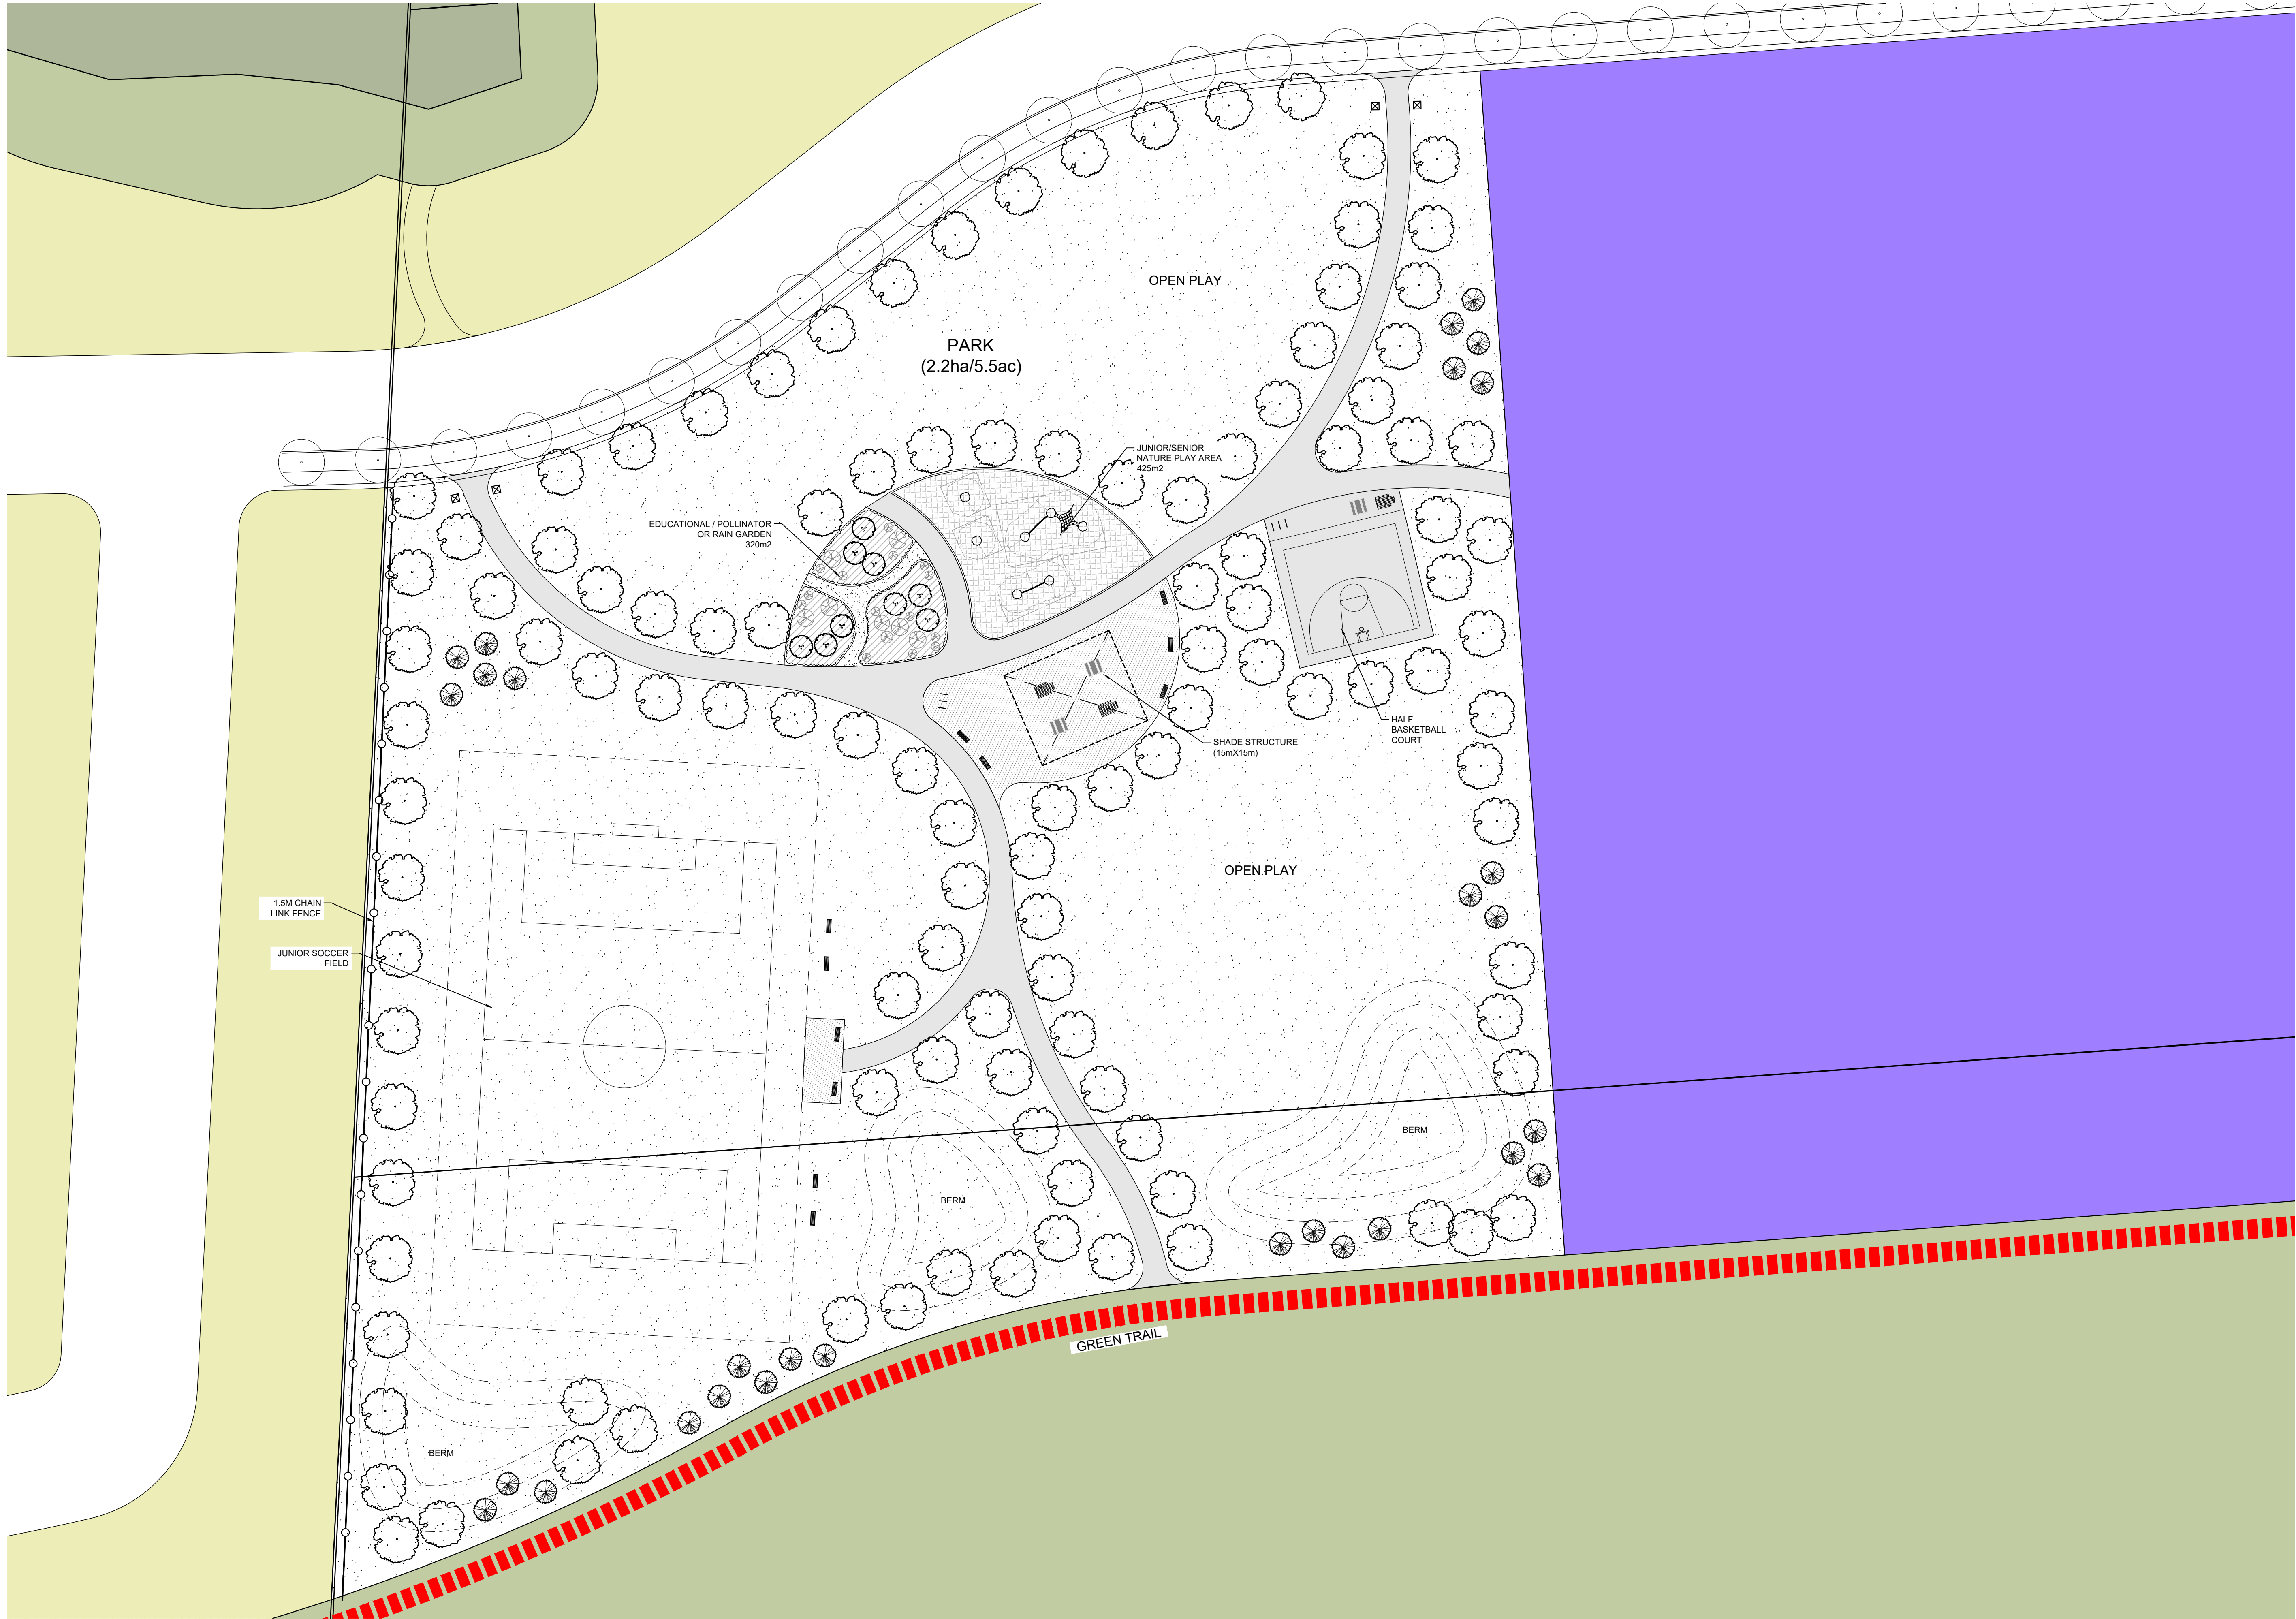 OPEN PLAY
PARK
(2.2ha/5.5ac)
JUNIOR/SENIOR
NATURE PLAY AREA
425m2
EDUCATIONAL / POLLINATOR
OR RAIN GARDEN
320m2
HALF
BASKETBALL
COURT
SHADE STRUCTURE
(15mX15m)
OPEN PLAY
1.5M CHAIN
LINK FENCE
JUNIOR SOCCER
FIELD
BERM
BERM
GREEN TRAIL
BERM